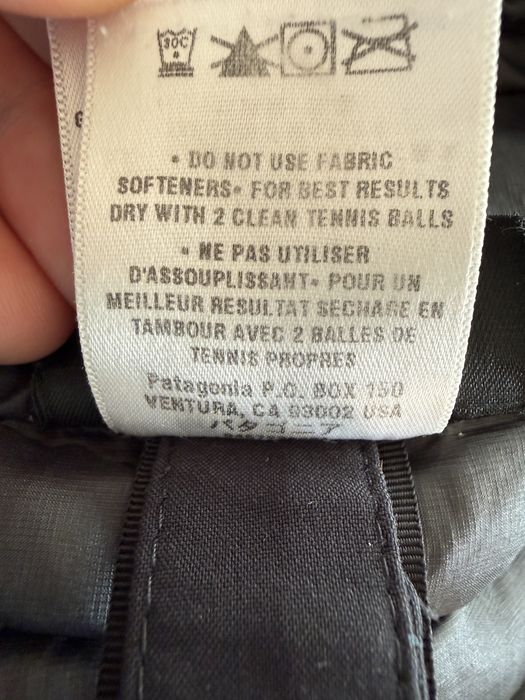 30C
• DO NOT USE FABRIC
SOFTENERS• FOR BEST RESULTS
DRY WITH 2 CLEAN TENNIS BALLS
• NE PAS UTILISER
D'ASSOUPLISSANT• POUR UN
MEILLEUR RESULTAT SECHAGE EN
TAMBOUR AVEC 2 BALLES DE
TENNIS PROPRES
Patagonia P.O. BOX 150
VENTURA, CA 93002 USA
パタゴニア